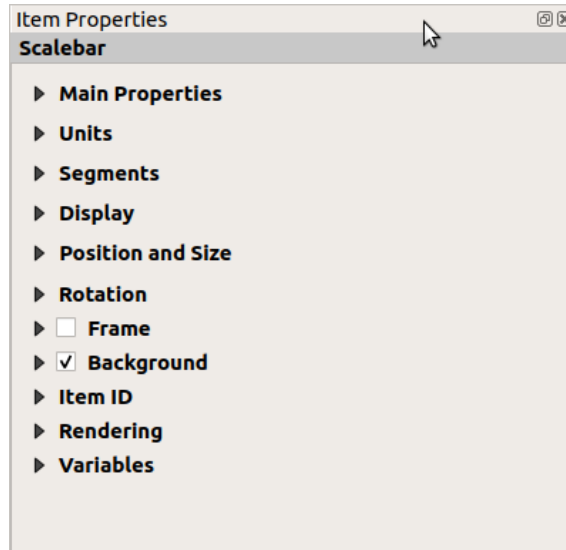 Item Properties
Scalebar
Main Properties
Units
Segments
Display
Position and Size
Rotation
Frame
Background
Item ID
Rendering
Variables